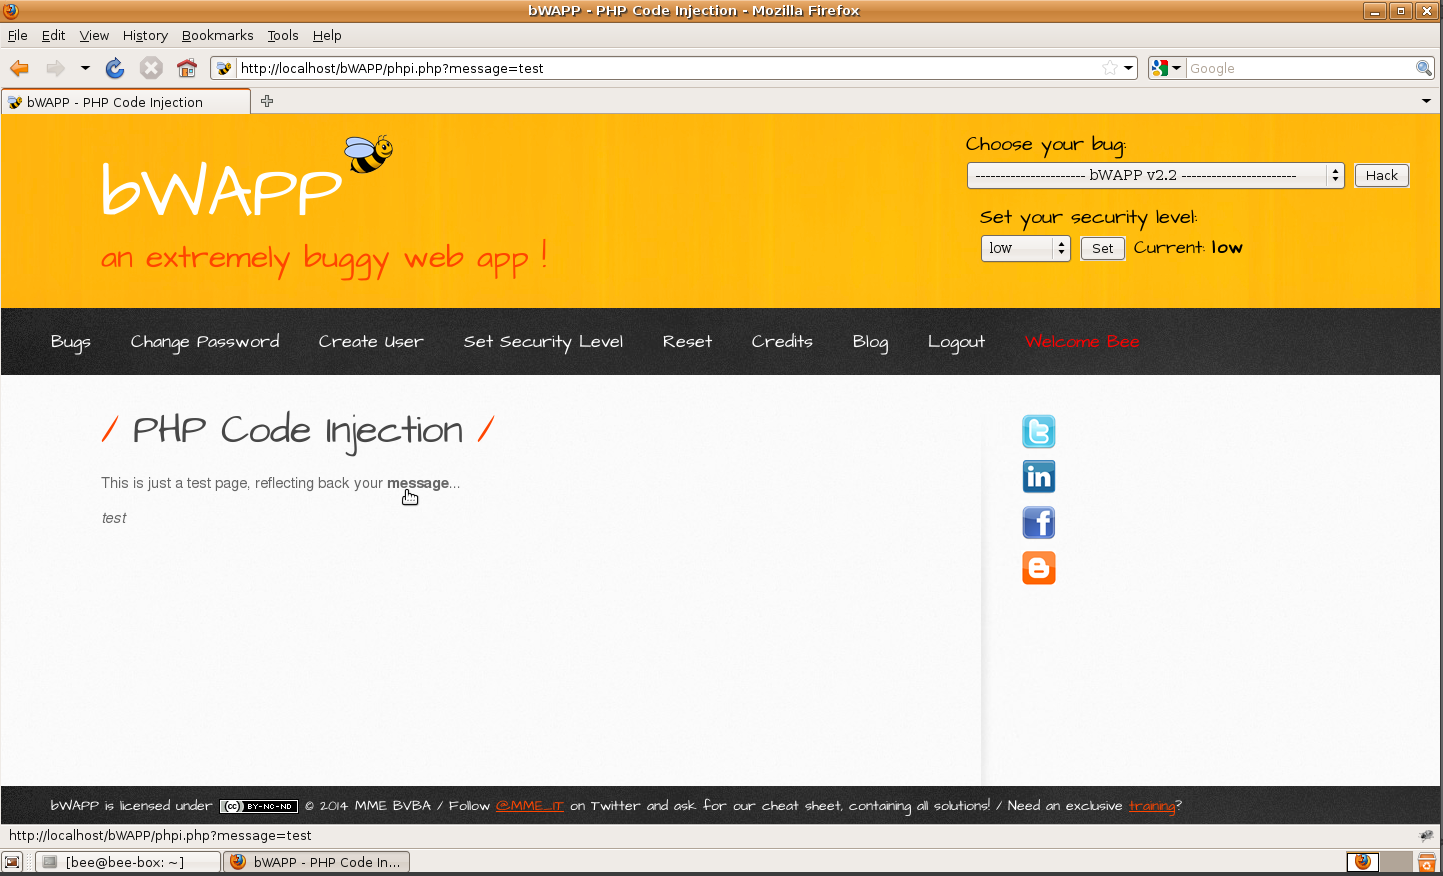 bWAPP - PHP Code Injection - Mozilla Firefox
File Edit View History Bookmarks Tools Help
http://localhost/bWAPP/phpi.php?message=test
Google
bWAPP - PHP Code Injection
bWAPP
an extremely buggy web app !
Choose your bug:
---------------------- bWAPP v2.2 ----------------------- Hack
Set your security level:
low Set Current: low
Bugs Change Password Create User Set Security Level Reset Credits Blog Logout Welcome Bee
/ PHP Code Injection /
This is just a test page, reflecting back your message...
test
t
in
f
B
bWAPP is licensed under (cc) BY-NC-ND © 2014 MME BVBA / Follow @MME_IT on Twitter and ask for our cheat sheet, containing all solutions! / Need an exclusive training?
http://localhost/bWAPP/phpi.php?message=test
[bee@bee-box: ~]
bWAPP - PHP Code In...